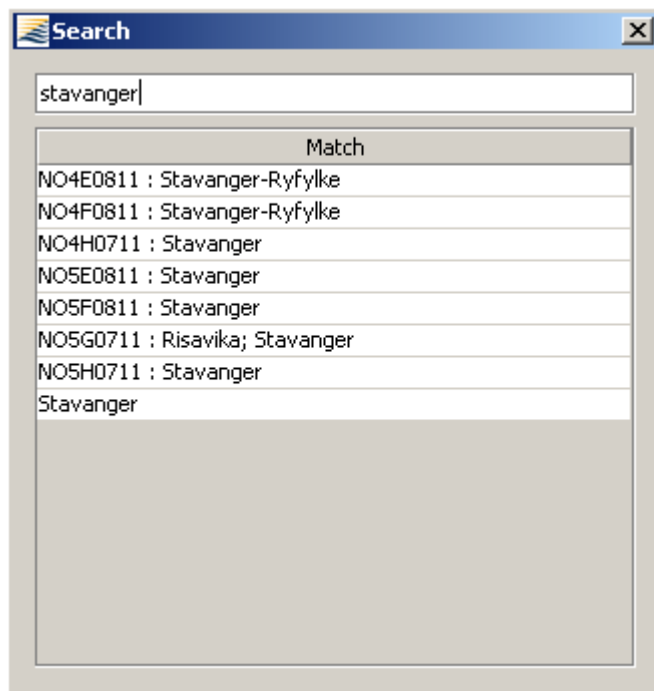 Search
stavanger
Match
NO4E0811 : Stavanger-Ryfylke
NO4F0811 : Stavanger-Ryfylke
NO4H0711 : Stavanger
NO5E0811 : Stavanger
NO5F0811 : Stavanger
NO5G0711 : Risavika; Stavanger
NO5H0711 : Stavanger
Stavanger